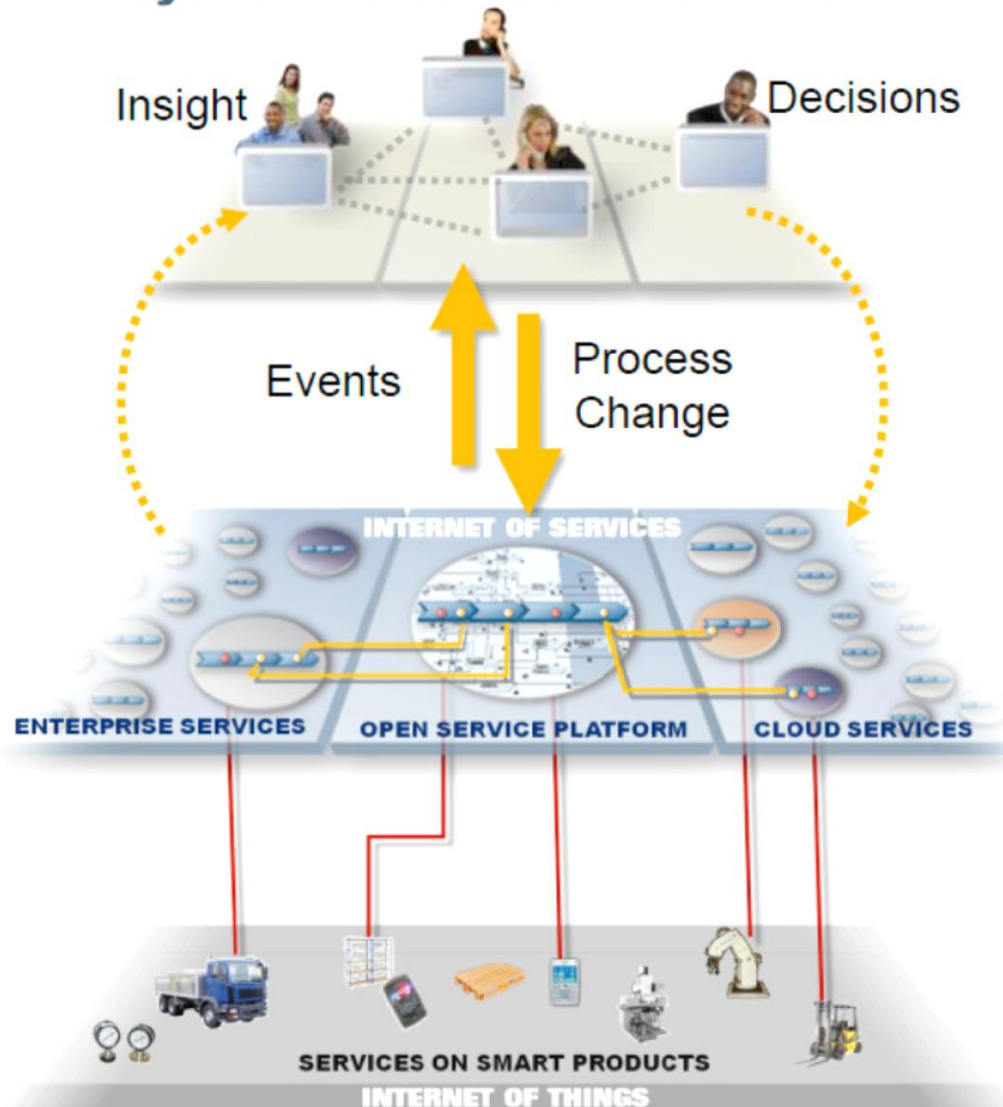 Insight
Decisions
Events
Process
Change
INTERNET OF SERVICES
ENTERPRISE SERVICES
OPEN SERVICE PLATFORM
CLOUD SERVICES
SERVICES ON SMART PRODUCTS
INTERNET OF THINGS